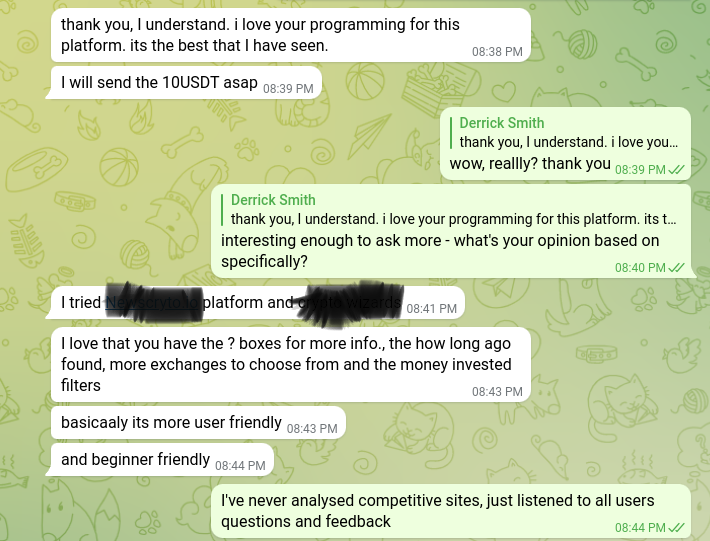 thank you, I understand. i love your programming for this
platform. its the best that I have seen.
08:38 PM
I will send the 10USDT asap 08:39 PM
Derrick Smith
thank you, I understand. i love you...
wow, reallly? thank you 08:39 PM
Derrick Smith
thank you, I understand. i love your programming for this platform. its t...
interesting enough to ask more - what's your opinion based on
specifically?
08:40 PM
I tried platform and 08:41 PM
I love that you have the ? boxes for more info., the how long ago
found, more exchanges to choose from and the money invested
filters
08:43 PM
basicaaly its more user friendly 08:43 PM
and beginner friendly 08:44 PM
I've never analysed competitive sites, just listened to all users
questions and feedback
08:44 PM